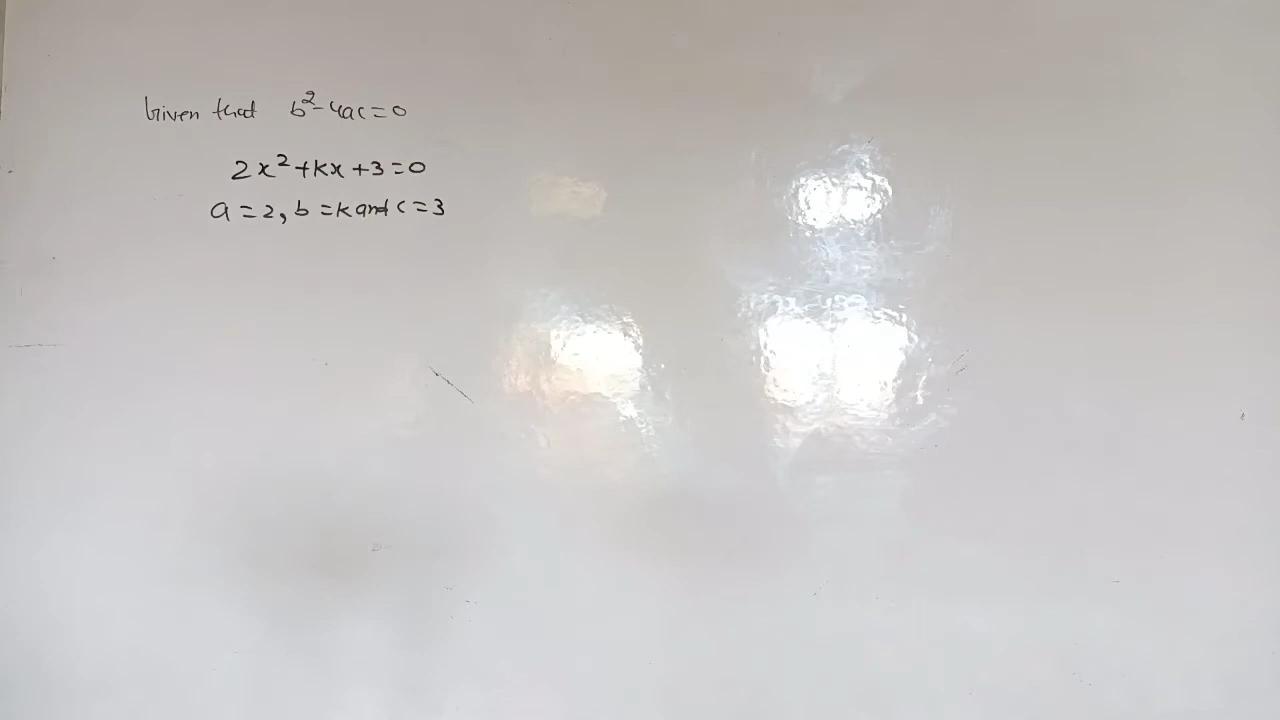 Given that b²-4ac=0
2x²+kx+3=0
a=2, b=k and c=3